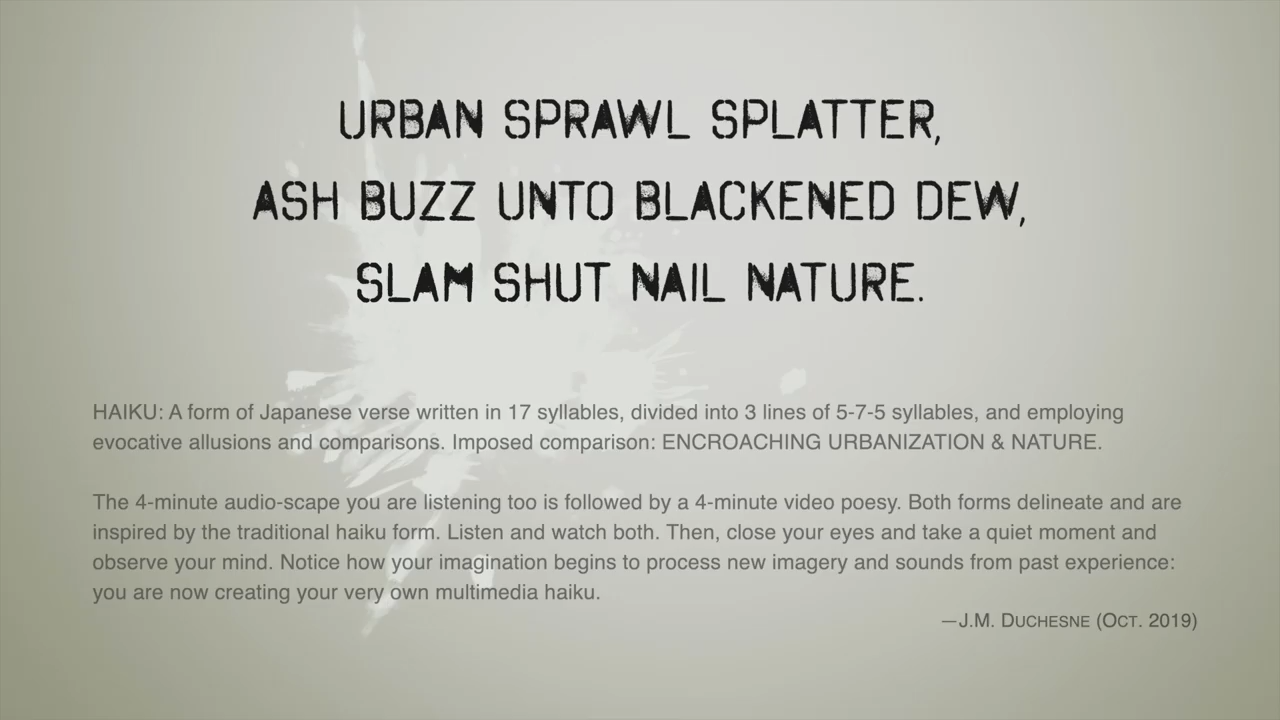 URBAN SPRAWL SPLATTER,
ASH BUZZ UNTO BLACKENED DEW,
SLAM SHUT NAIL NATURE.
HAIKU: A form of Japanese verse written in 17 syllables, divided into 3 lines of 5-7-5 syllables, and employing
evocative allusions and comparisons. Imposed comparison: ENCROACHING URBANIZATION & NATURE.
The 4-minute audio-scape you are listening too is followed by a 4-minute video poesy. Both forms delineate and are
inspired by the traditional haiku form. Listen and watch both. Then, close your eyes and take a quiet moment and
observe your mind. Notice how your imagination begins to process new imagery and sounds from past experience:
you are now creating your very own multimedia haiku.
—J.M. DUCHESNE (OCT. 2019)